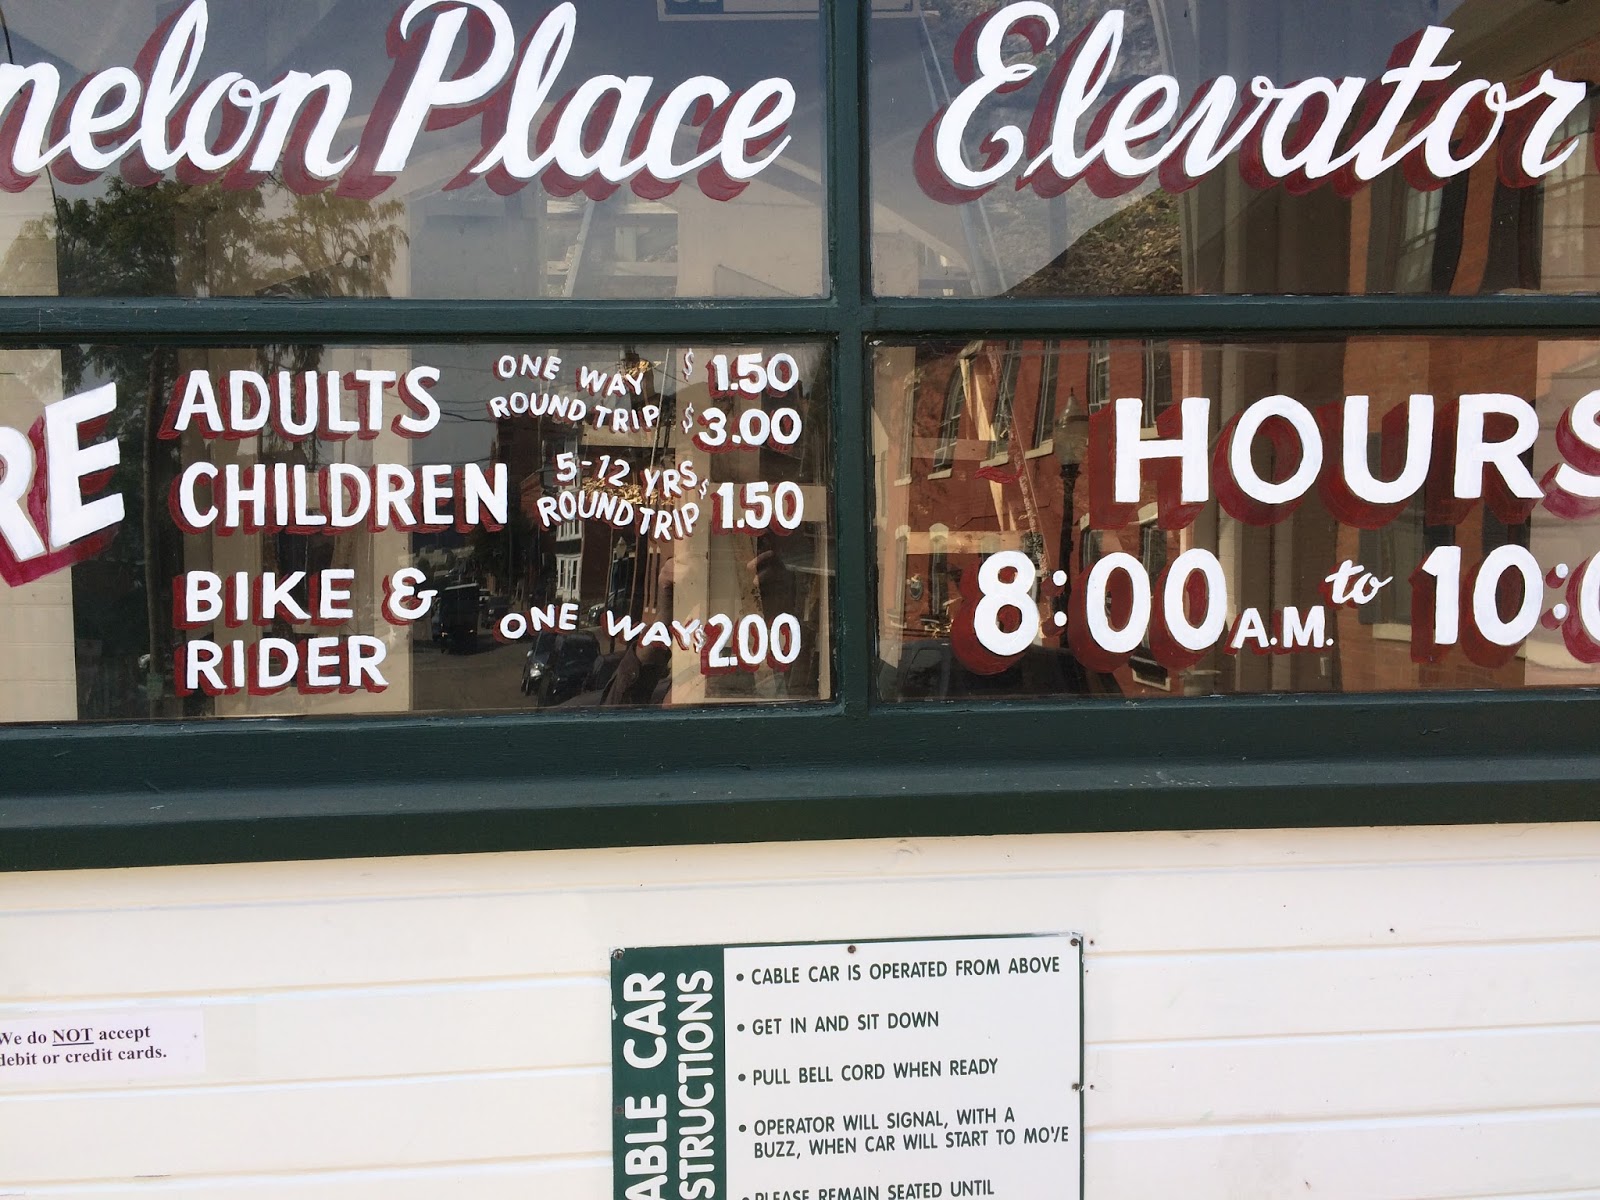 nelon Place Elevator
RE
ADULTS ONE WAY $1.50
ROUND TRIP $3.00
CHILDREN 5-12 YRS
ROUND TRIP $1.50
BIKE &
RIDER ONE WAY $2.00
HOURS
8:00 A.M. to 10:0
We do NOT accept
debit or credit cards.
ABLE CAR
STRUCTIONS
• CABLE CAR IS OPERATED FROM ABOVE
• GET IN AND SIT DOWN
• PULL BELL CORD WHEN READY
• OPERATOR WILL SIGNAL, WITH A
BUZZ, WHEN CAR WILL START TO MOVE
• PLEASE REMAIN SEATED UNTIL